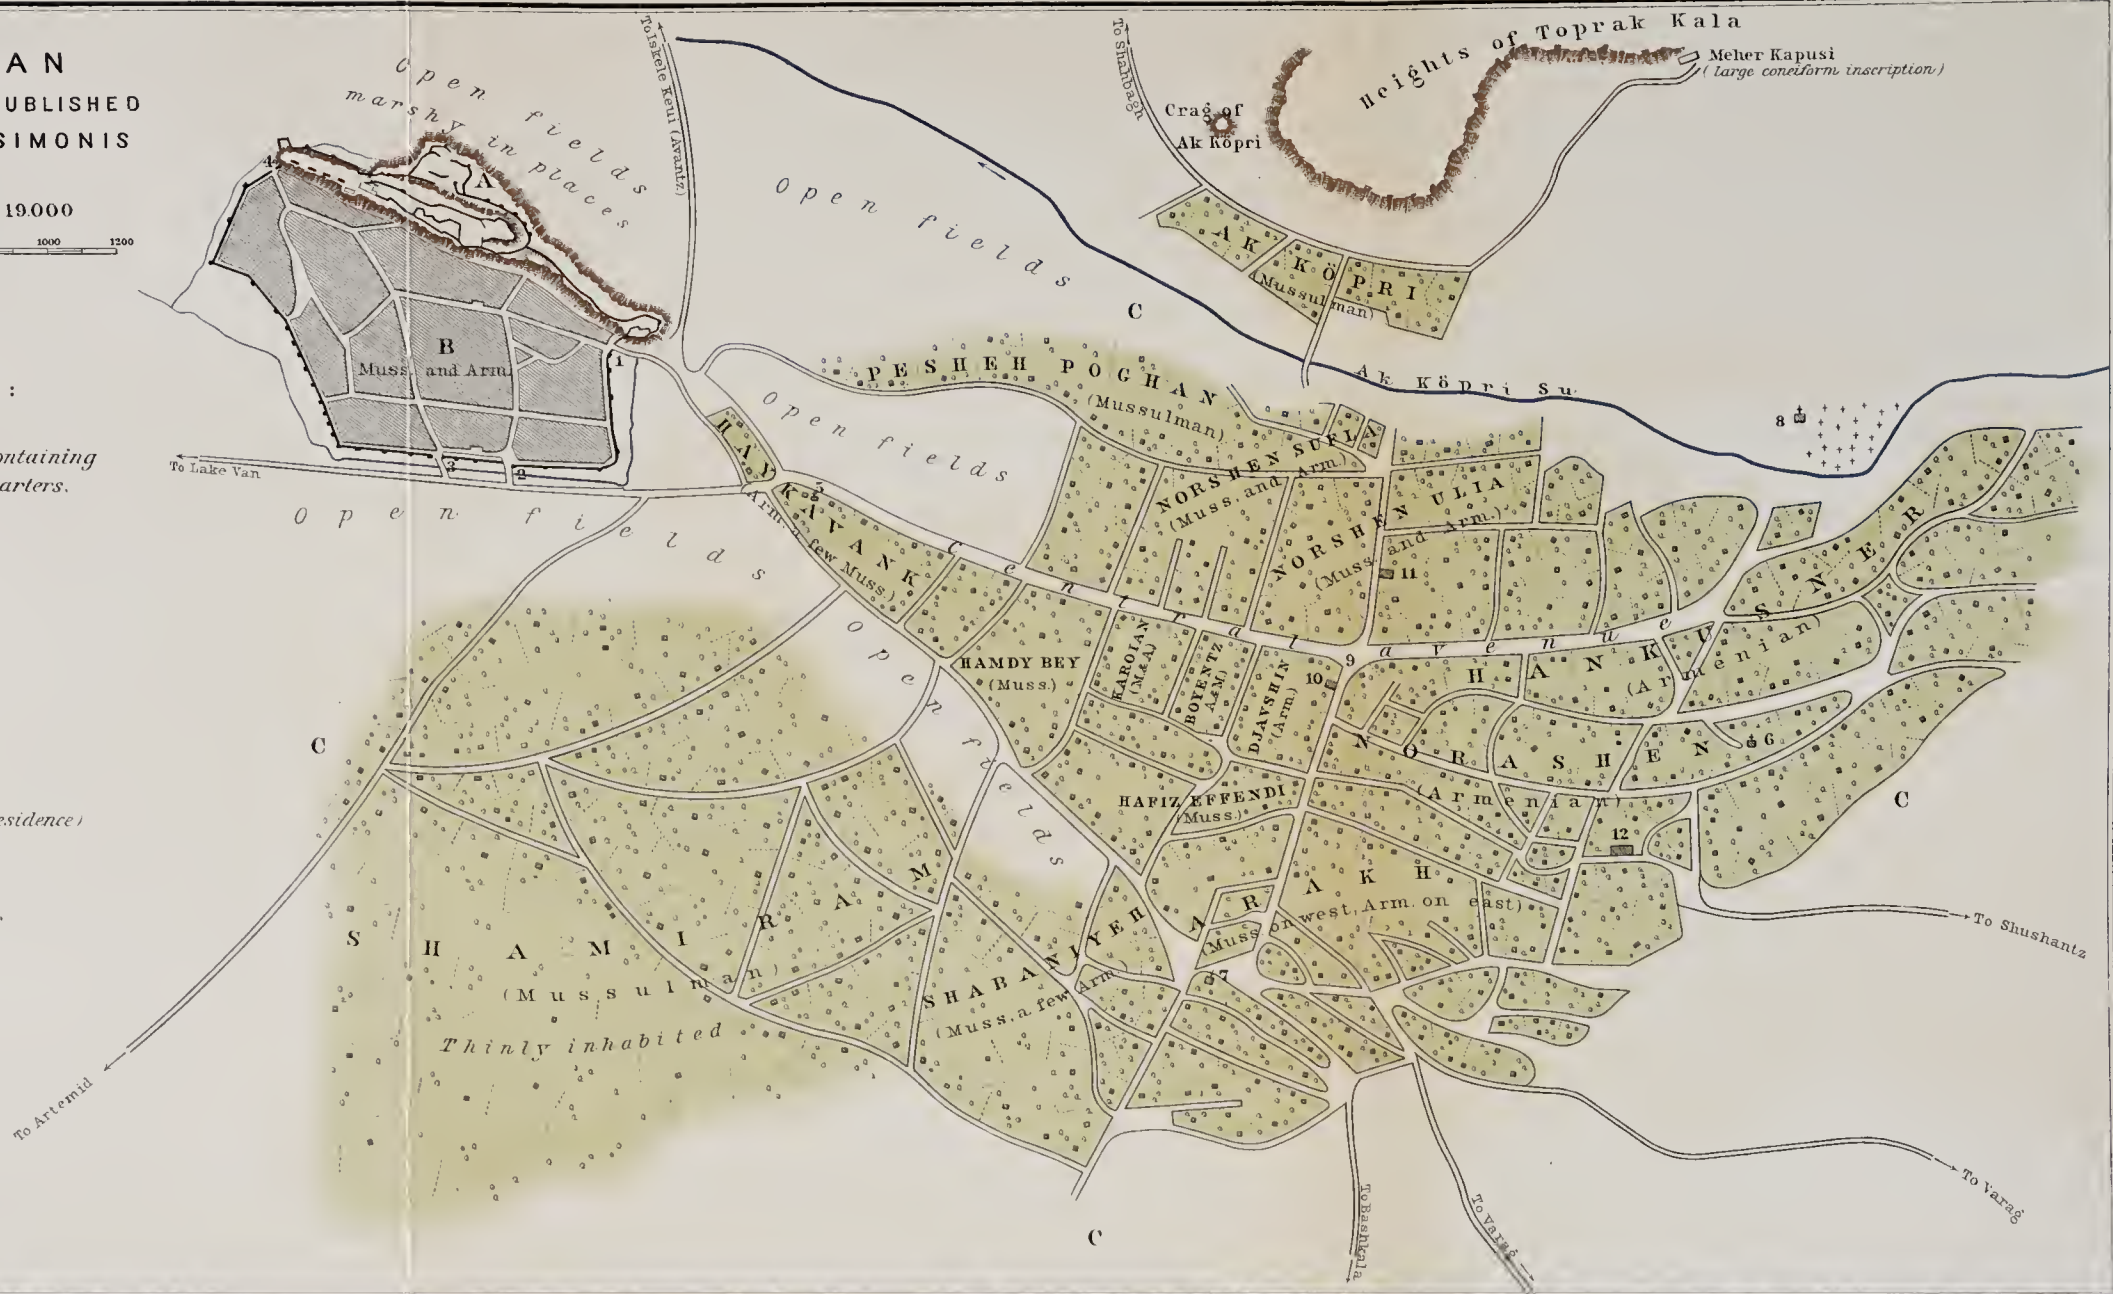 AN
UBLISHED
SIMONIS
19.000
1000 1200
:
ontaining
arters.
esidence)
Open fields
marshy in places
To Iskele Keui (Avantz)
To Shahbagh
Heights of Toprak Kala
Meher Kapusi
(large coneiform inscription)
Crag of
Ak Köpri
Open fields
4
A
AK KÖPRI
(Mussulman)
C
B
Muss. and Arm.
1
3
2
To Lake Van
Open fields
PESHEH POGHAN
(Mussulman)
Ak Köpri Su
8
Open fields
HAYKAVANK
Arm. a few Muss.)
5
NORSHEN SUFLA
(Muss. and Arm.)
NORSHEN ULIA
(Muss. and Arm.)
11
Central avenue
HAMDY BEY
(Muss.)
KAROIAN
(M.& A.)
BOYENTZ
A.& M.)
DJAVSHIN
(Arm.)
9
10
HANKUSNER
(Armenian)
Open fields
C
NORASHEN
(Armenian)
6
C
HAFIZ EFFENDI
(Muss.)
12
ARARKH
(Muss. on west, Arm. on east)
7
To Shushantz
SHAMIRAM
(Mussulman)
Thinly inhabited
SHABANIYEH
(Muss. a few Arm.)
To Artemid
C
To Bashkala
To Varag
To Varag